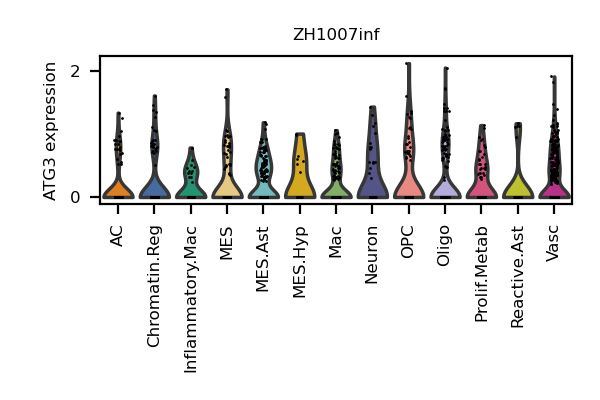 ZH1007inf
ATG3 expression
2
0
AC
Chromatin.Reg
Inflammatory.Mac
MES
MES.Ast
MES.Hyp
Mac
Neuron
OPC
Oligo
Prolif.Metab
Reactive.Ast
Vasc